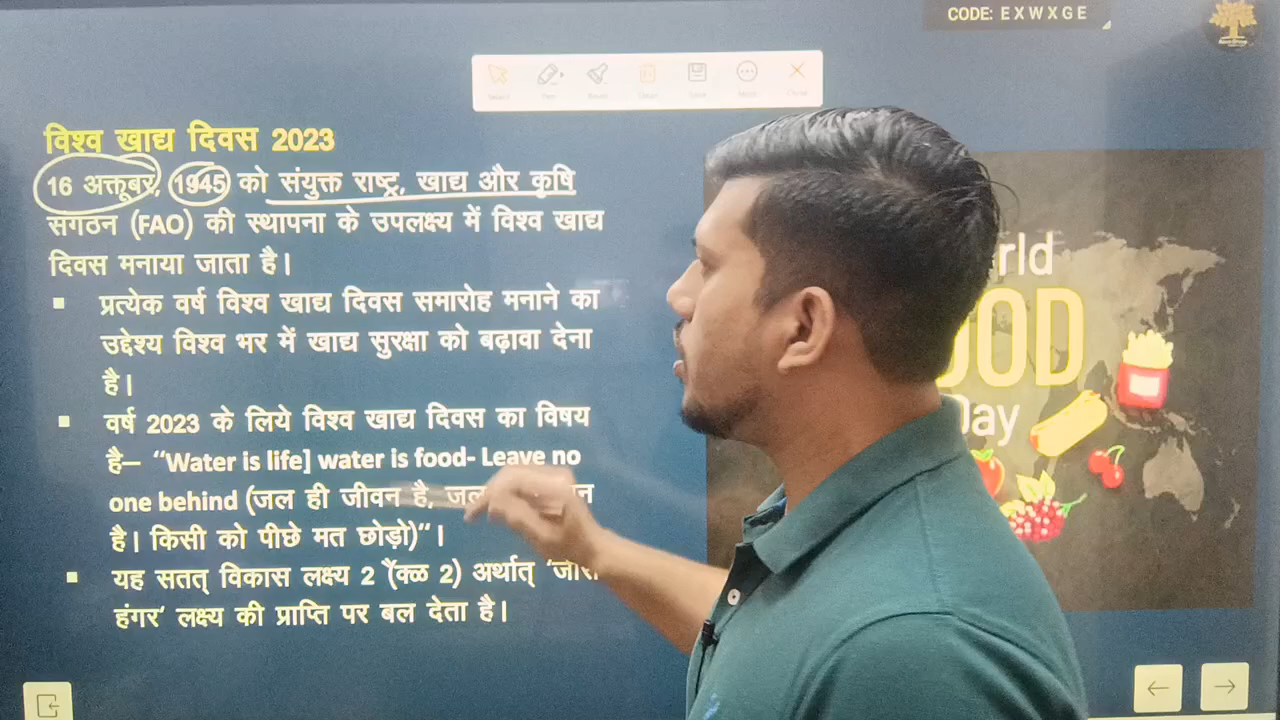 CODE: EXWXGE
विश्व खाद्य दिवस 2023
16 अक्तूबर, 1945 को संयुक्त राष्ट्र, खाद्य और कृषि
संगठन (FAO) की स्थापना के उपलक्ष्य में विश्व खाद्य
दिवस मनाया जाता है।
प्रत्येक वर्ष विश्व खाद्य दिवस समारोह मनाने का
उद्देश्य विश्व भर में खाद्य सुरक्षा को बढ़ावा देना
है।
वर्ष 2023 के लिये विश्व खाद्य दिवस का विषय
है– “Water is life] water is food- Leave no
one behind (जल ही जीवन है, जल
है। किसी को पीछे मत छोड़ो)“।
यह सतत् विकास लक्ष्य 2 (क्ळ 2) अर्थात्
हंगर‘ लक्ष्य की प्राप्ति पर बल देता है।
Day